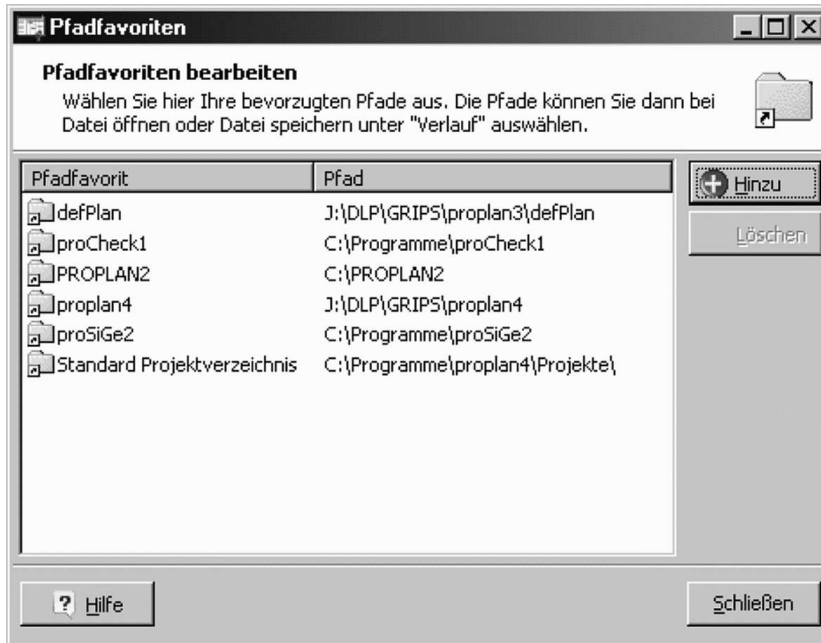 Pfadfavoriten
Pfadfavoriten bearbeiten
Wählen Sie hier Ihre bevorzugten Pfade aus. Die Pfade können Sie dann bei
Datei öffnen oder Datei speichern unter "Verlauf" auswählen.
Pfadfavorit Pfad
defPlan J:\DLP\GRIPS\proplan3\defPlan
proCheck1 C:\Programme\proCheck1
PROPLAN2 C:\PROPLAN2
proplan4 J:\DLP\GRIPS\proplan4
proSiGe2 C:\Programme\proSiGe2
Standard Projektverzeichnis C:\Programme\proplan4\Projekte\
Hinzu
Löschen
Hilfe
Schließen